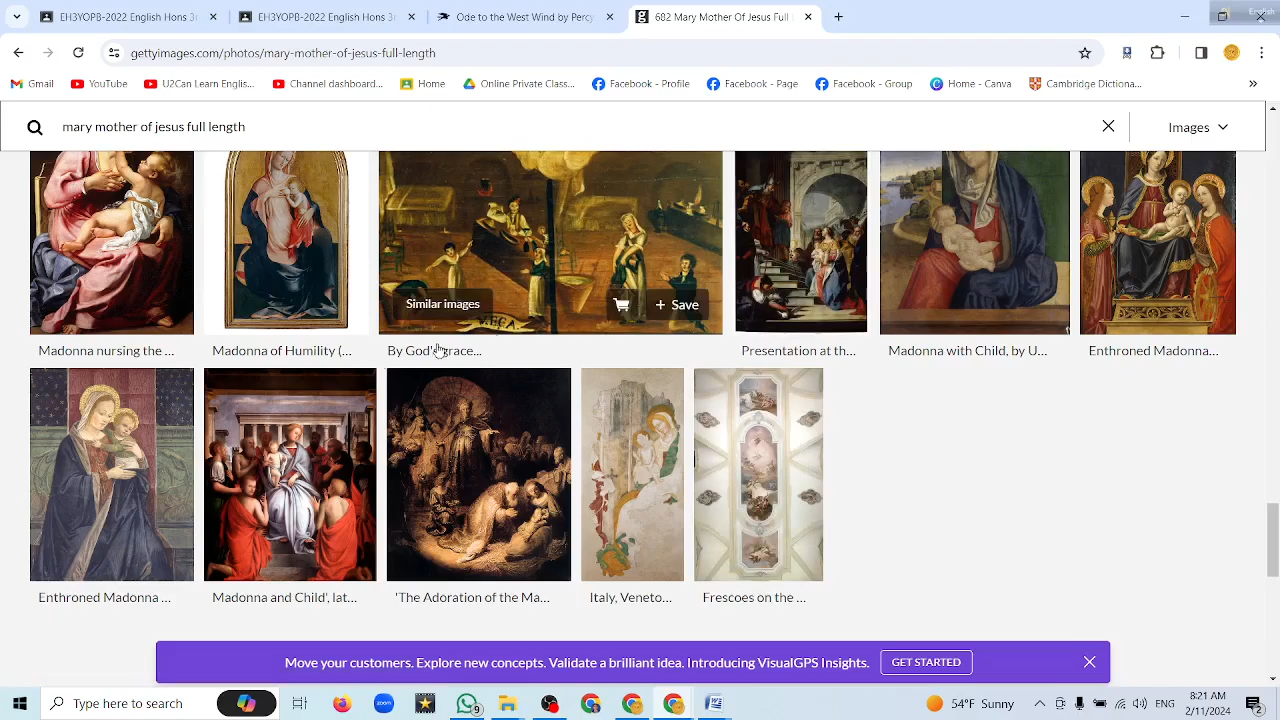 EH3YOP8-2022 English Hons 3r
EH3YOP8-2022 English Hons 3r
Ode to the West Wind by Percy
682 Mary Mother Of Jesus Full
English
gettyimages.com/photos/mary-mother-of-jesus-full-length
Gmail
YouTube
U2Can Learn Englis...
Channel dashboard...
Home
Online Private Class...
Facebook - Profile
Facebook - Page
Facebook - Group
Home - Canva
Cambridge Dictiona...
mary mother of jesus full length
Images
Similar images
+ Save
Madonna nursing the ...
Madonna of Humility (...
By God's Grace...
Presentation at th...
Madonna with Child, by U...
Enthroned Madonna...
Enthroned Madonna ...
Madonna and Child', lat...
'The Adoration of the Ma...
Italy, Veneto...
Frescoes on the ...
Move your customers. Explore new concepts. Validate a brilliant idea. Introducing VisualGPS Insights.
GET STARTED
Type here to search
zoom
9
54°F Sunny
ENG
8:21 AM
2/11/2024
2